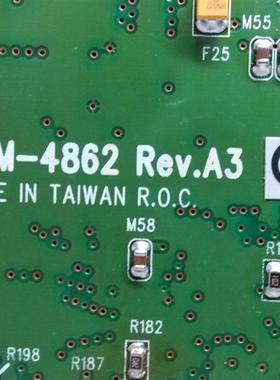 M55
F25
M-4862 Rev.A3
E IN TAIWAN R.O.C.
M58
R1
R182
R198
R187